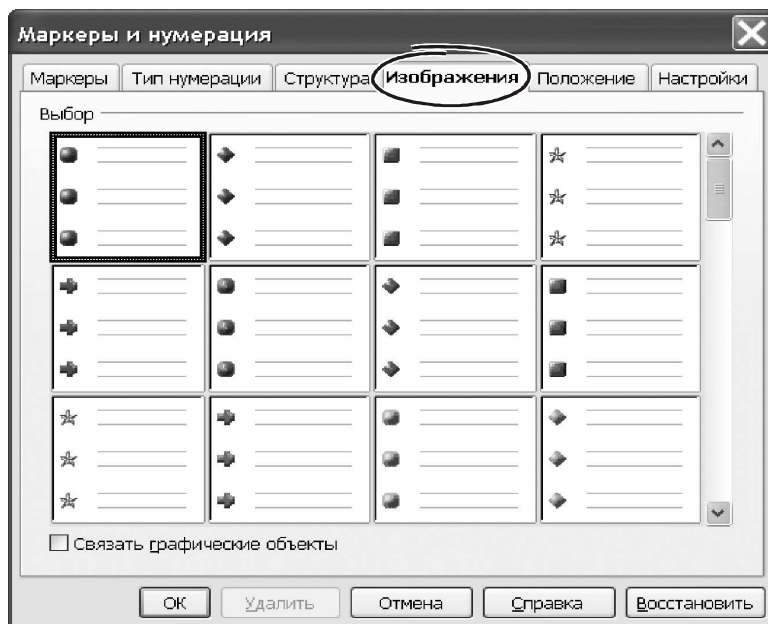 Маркеры и нумерация
Маркеры Тип нумерации Структура Изображения Положение Настройки
Выбор
Связать графические объекты
ОК Удалить Отмена Справка Восстановить